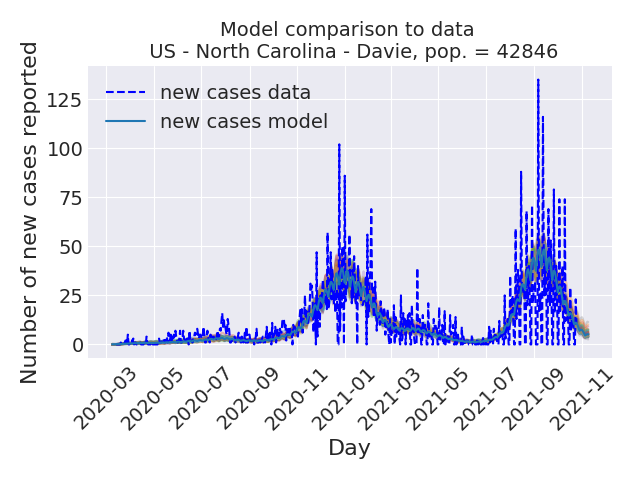 Model comparison to data
US - North Carolina - Davie, pop. = 42846
Number of new cases reported
125
100
75
50
25
0
new cases data
new cases model
2020-03
2020-05
2020-07
2020-09
2020-11
2021-01
2021-03
2021-05
2021-07
2021-09
2021-11
Day